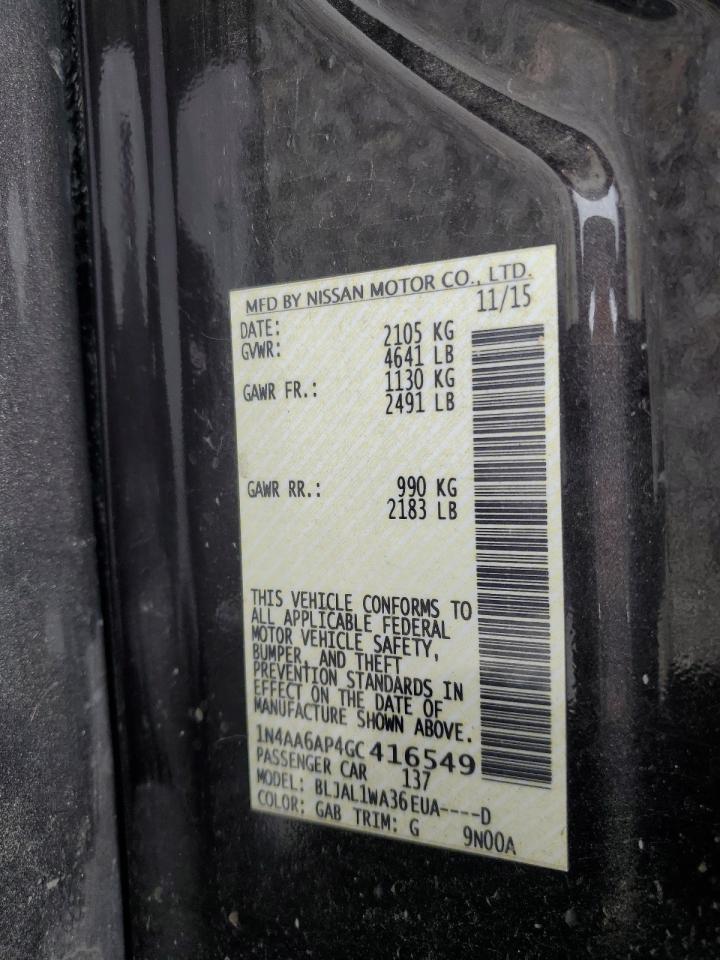 MFD BY NISSAN MOTOR CO., LTD.
DATE: 11/15
GVWR: 2105 KG
4641 LB
GAWR FR.: 1130 KG
2491 LB
GAWR RR.: 990 KG
2183 LB
THIS VEHICLE CONFORMS TO
ALL APPLICABLE FEDERAL
MOTOR VEHICLE SAFETY,
BUMPER, AND THEFT
PREVENTION STANDARDS IN
EFFECT ON THE DATE OF
MANUFACTURE SHOWN ABOVE.
1N4AA6AP4GC416549
PASSENGER CAR 137
MODEL: BLJAL1WA36EUA----D
COLOR: GAB TRIM: G 9N00A